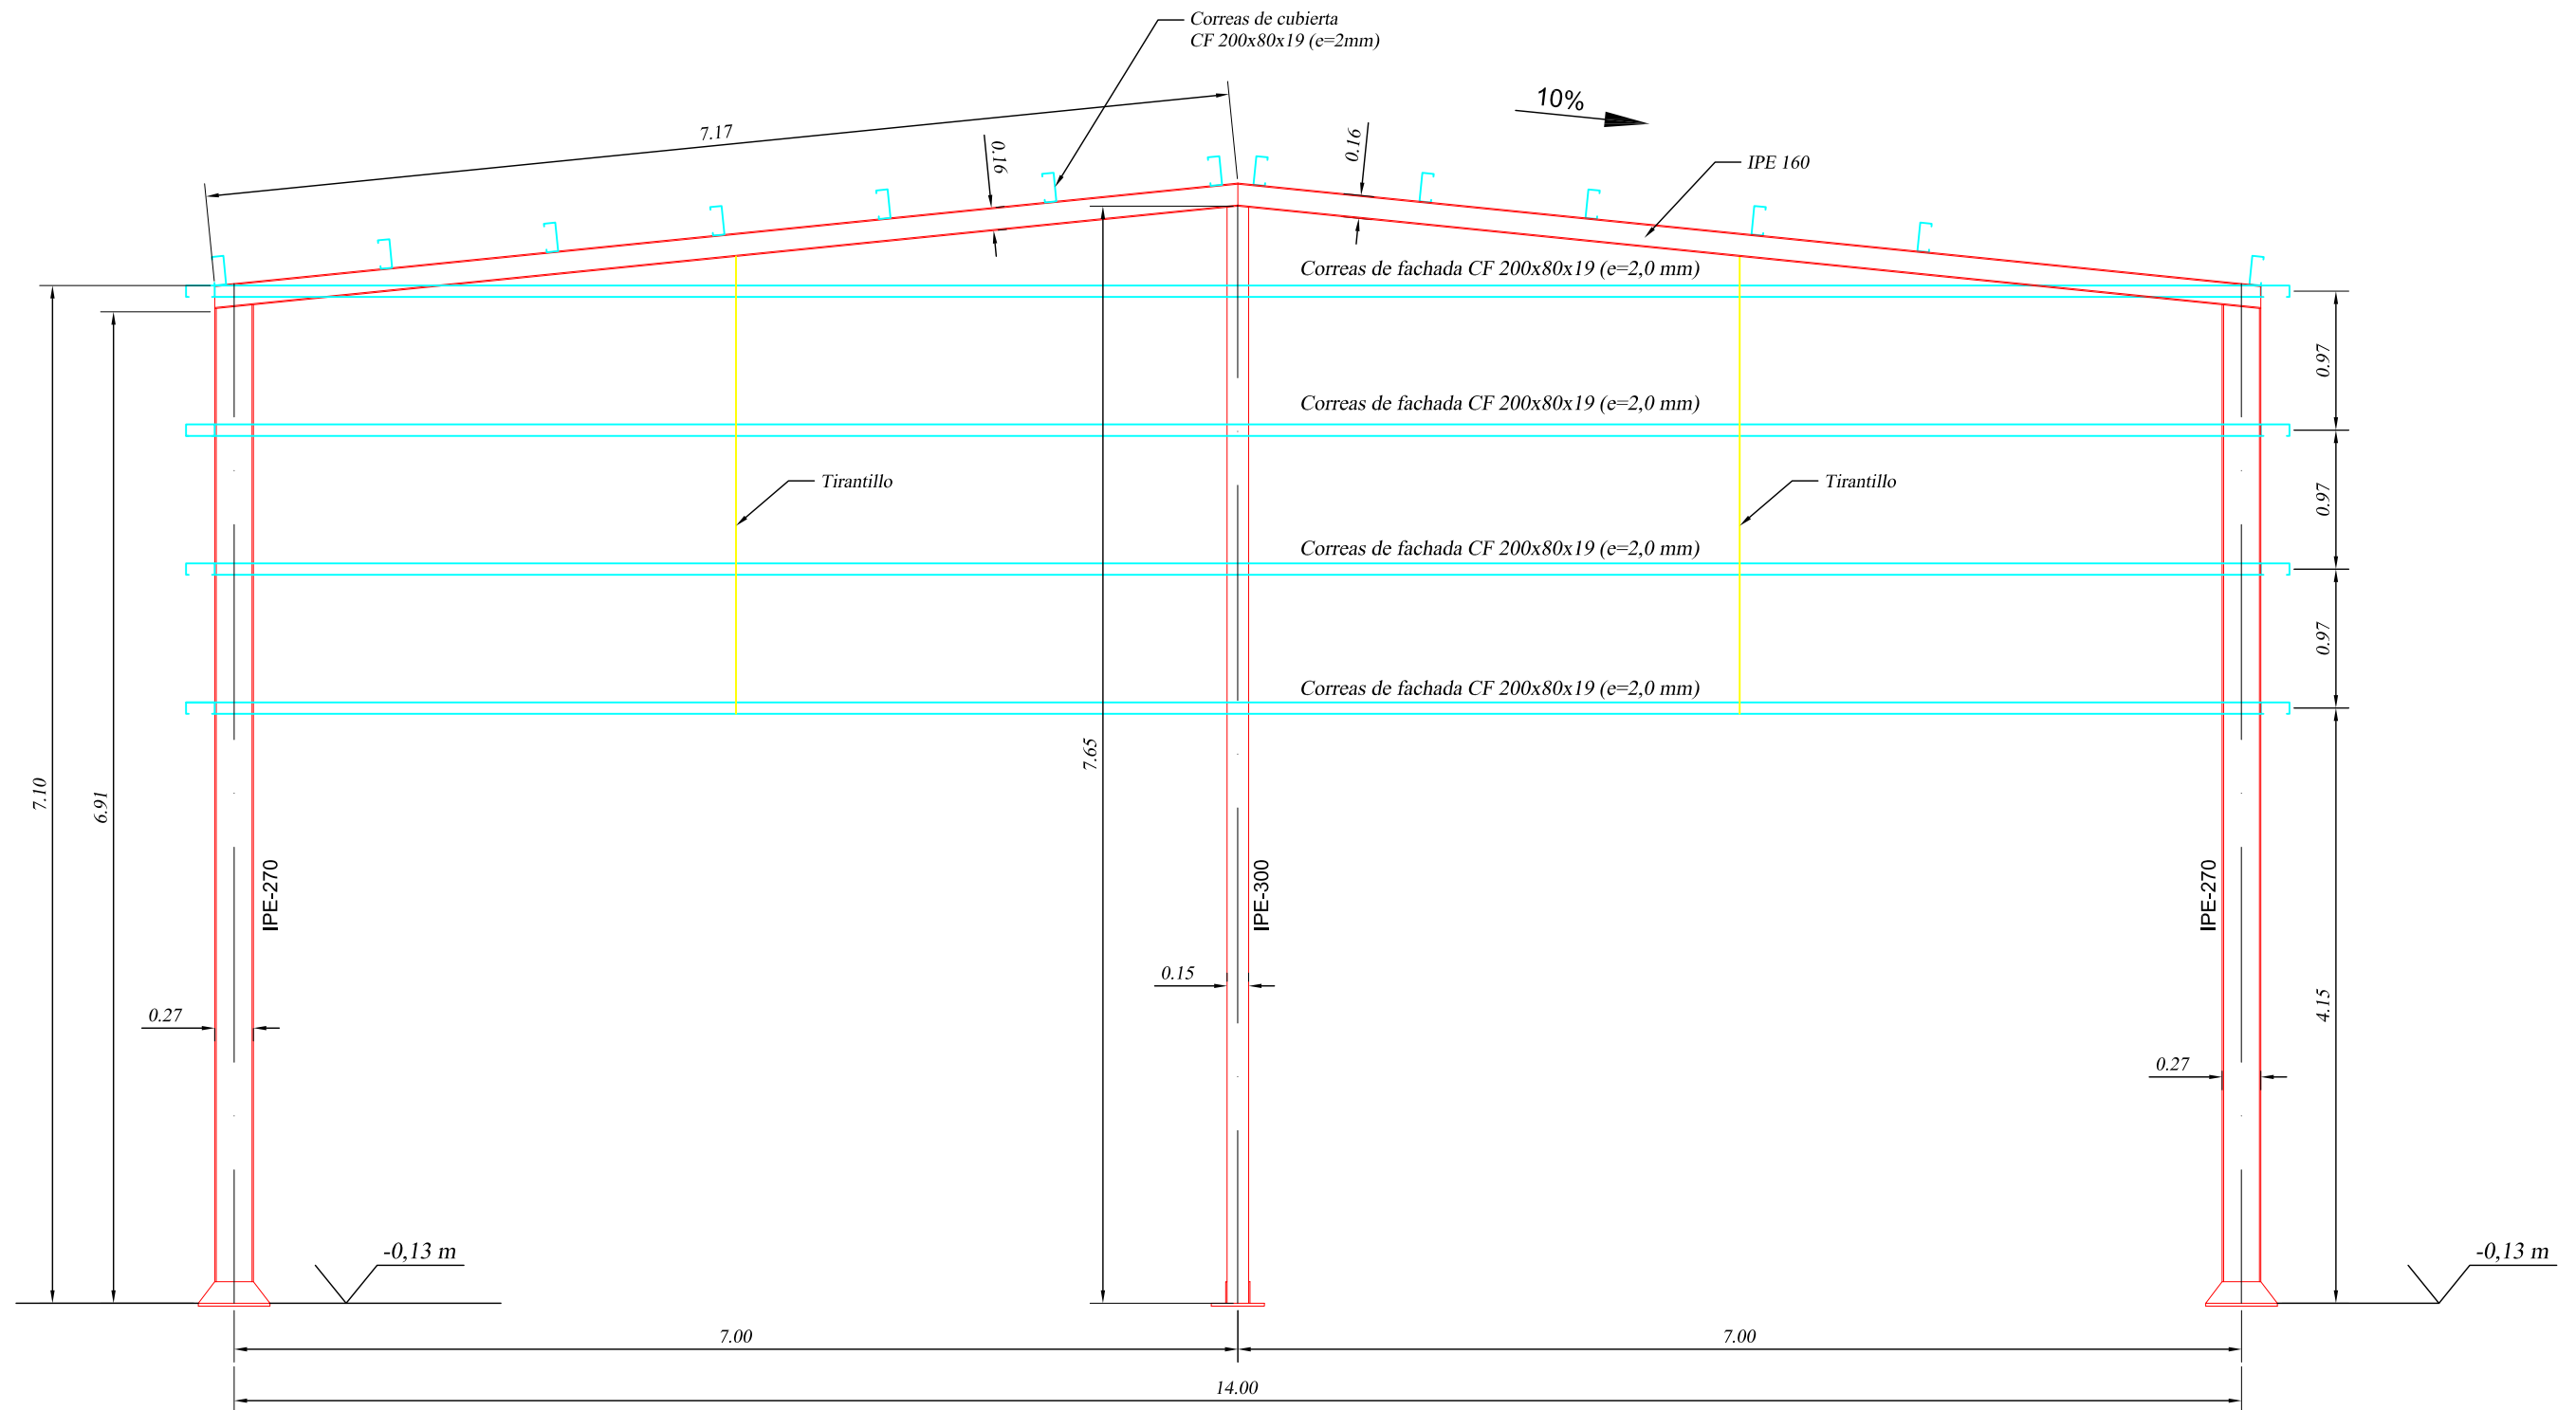 Correas de cubierta
CF 200x80x19 (e=2mm)
10%
7.17
0.16
0.16
IPE 160
Correas de fachada CF 200x80x19 (e=2,0 mm)
0.97
Correas de fachada CF 200x80x19 (e=2,0 mm)
Tirantillo
Tirantillo
0.97
Correas de fachada CF 200x80x19 (e=2,0 mm)
0.97
Correas de fachada CF 200x80x19 (e=2,0 mm)
7.10
6.91
7.65
IPE-270
IPE-300
IPE-270
0.27
0.15
0.27
4.15
-0,13 m
-0,13 m
7.00
7.00
14.00